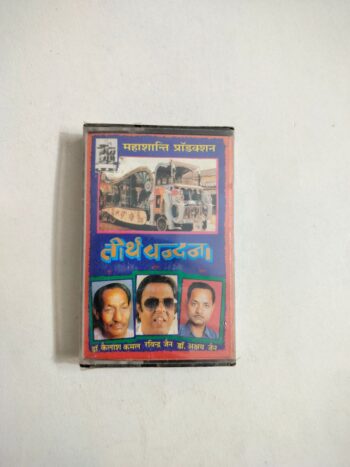 महाशान्ति प्रॉडक्शन
तीर्थ वन्दना
डॉ. कैलाश कमल रविन्द्र जैन डॉ. अक्षय जैन